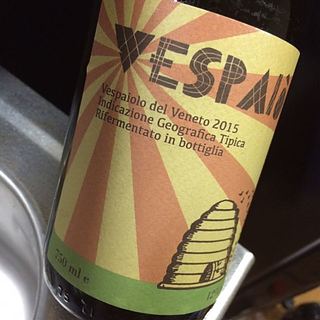 VESPAIO
Vespaiolo del Veneto 2015
Indicazione Geografica Tipica
Rifermentato in bottiglia
750 ml e